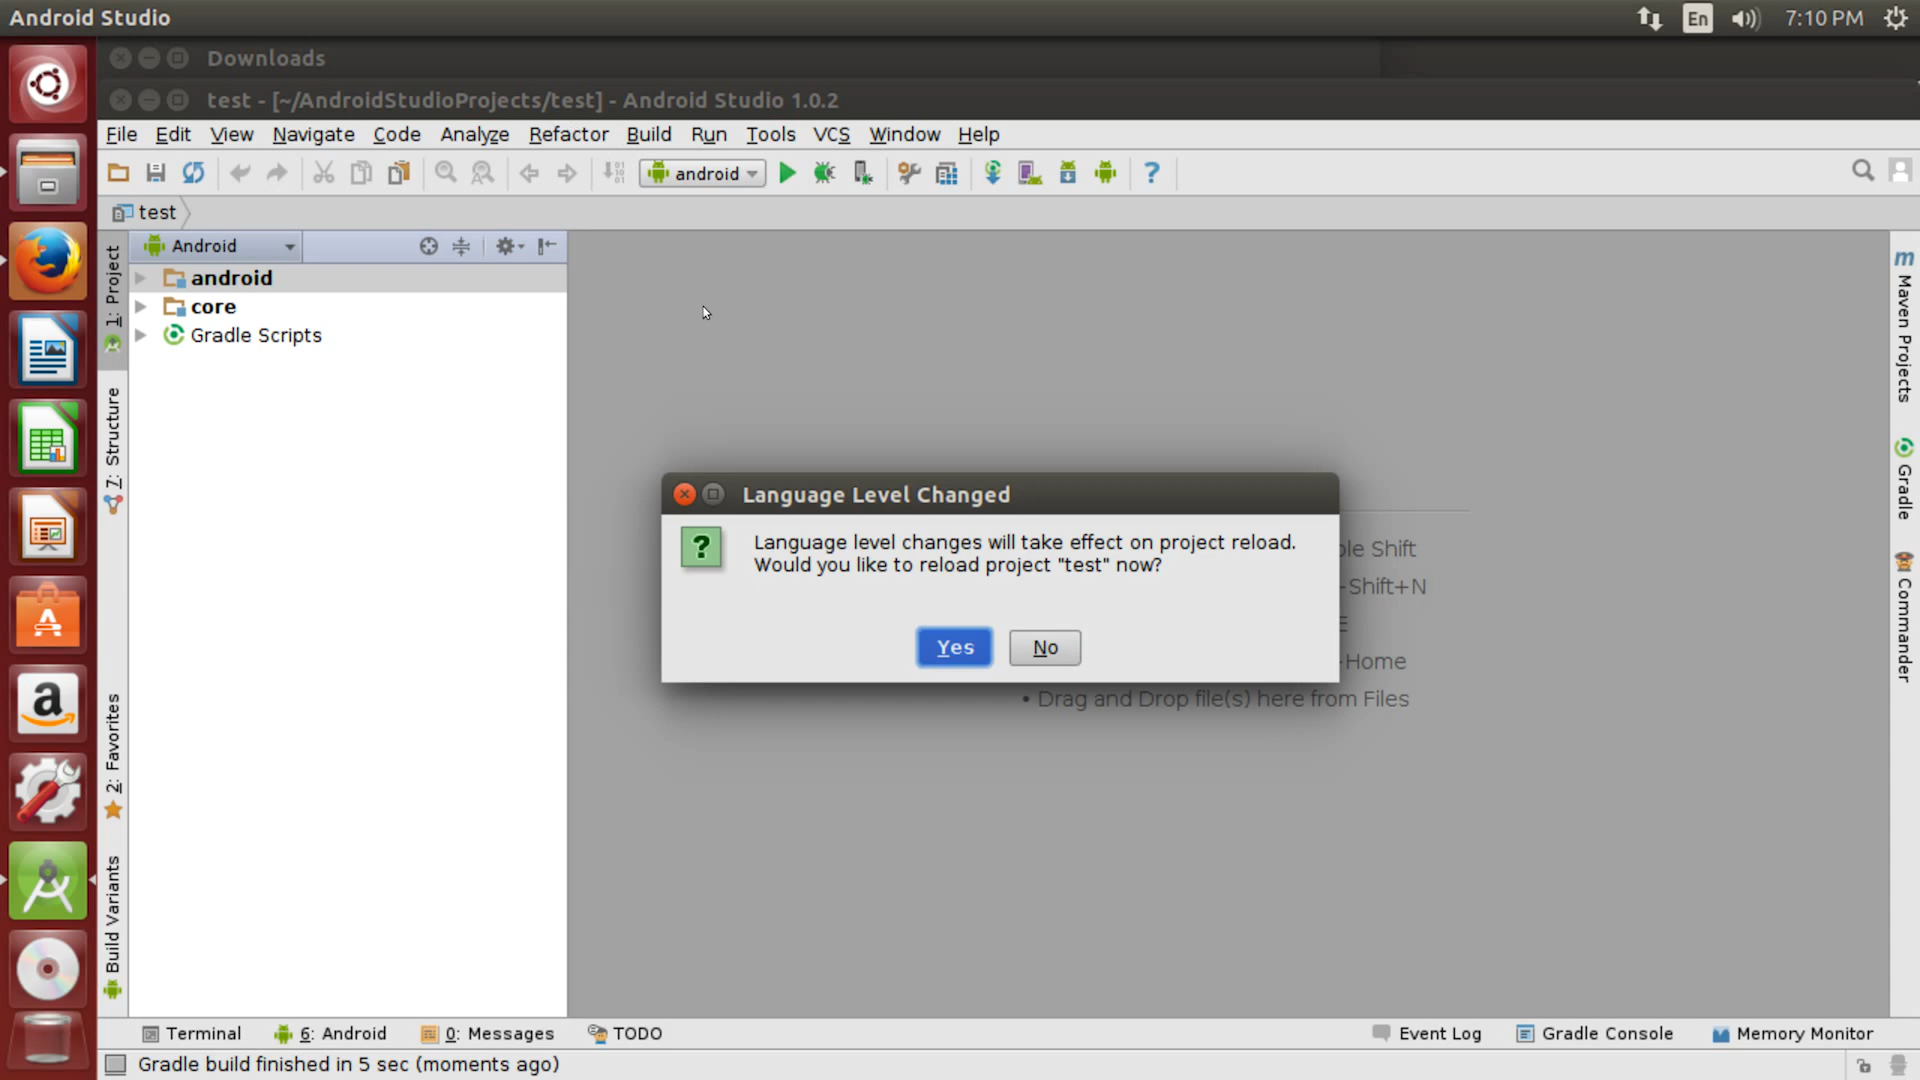 Android Studio
En
7:10 PM
Downloads
test - [~/AndroidStudioProjects/test] - Android Studio 1.0.2
File Edit View Navigate Code Analyze Refactor Build Run Tools VCS Window Help
android
?
test
Android
android
core
Gradle Scripts
1: Project
7: Structure
2: Favorites
Build Variants
m Maven Projects
Gradle
Commander
Language Level Changed
? Language level changes will take effect on project reload.
Would you like to reload project "test" now?
Yes No
Shift
Shift+N
Home
• Drag and Drop file(s) here from Files
Terminal 6: Android 0: Messages TODO Event Log Gradle Console Memory Monitor
Gradle build finished in 5 sec (moments ago)